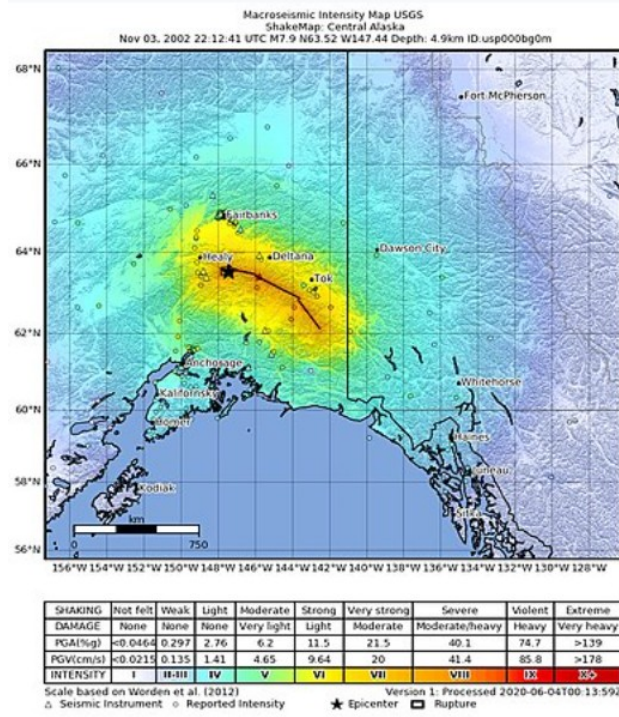 Macroseismic Intensity Map USGS
ShakeMap: Central Alaska
Nov 03, 2002 22:12:41 UTC M7.9 N63.52 W147.44 Depth: 4.9km ID:usp000bg0m
68°N
Fort McPherson
66°N
Fairbanks
64°N
Healy
Deltana
Dawson City
Tok
62°N
Anchorage
Whitehorse
Kalifornsky
60°N
Homer
Haines
58°N
Juneau
Kodiak
Sitka
km
0 750
56°N
156°W 154°W 152°W 150°W 148°W 146°W 144°W 142°W 140°W 138°W 136°W 134°W 132°W 130°W 128°W
SHAKING Not felt Weak Light Moderate Strong Very strong Severe Violent Extreme
DAMAGE None None None Very light Light Moderate Moderate/heavy Heavy Very heavy
PGA(%g) <0.0464 0.297 2.76 6.2 11.5 21.5 40.1 74.7 >139
PGV(cm/s) <0.0215 0.135 1.41 4.65 9.64 20 41.4 85.8 >178
INTENSITY I II-III IV V VI VII VIII IX X+
Scale based on Worden et al. (2012) Version 1: Processed 2020-06-04T00:13:59Z
Seismic Instrument Reported Intensity Epicenter Rupture